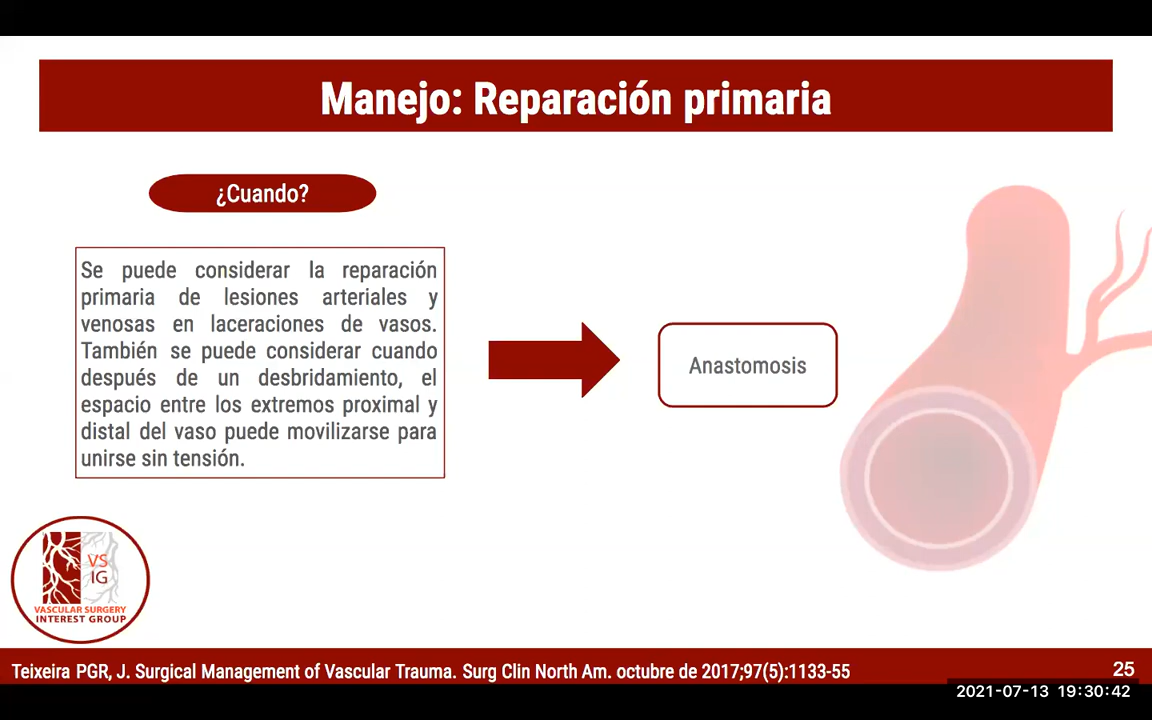 Manejo: Reparación primaria
¿Cuando?
Se puede considerar la reparación
primaria de lesiones arteriales y
venosas en laceraciones de vasos.
También se puede considerar cuando
después de un desbridamiento, el
espacio entre los extremos proximal y
distal del vaso puede movilizarse para
unirse sin tensión.
Anastomosis
VS
IG
VASCULAR SURGERY
INTEREST GROUP
Teixeira PGR, J. Surgical Management of Vascular Trauma. Surg Clin North Am. octubre de 2017;97(5):1133-55
25
2021-07-13 19:30:42